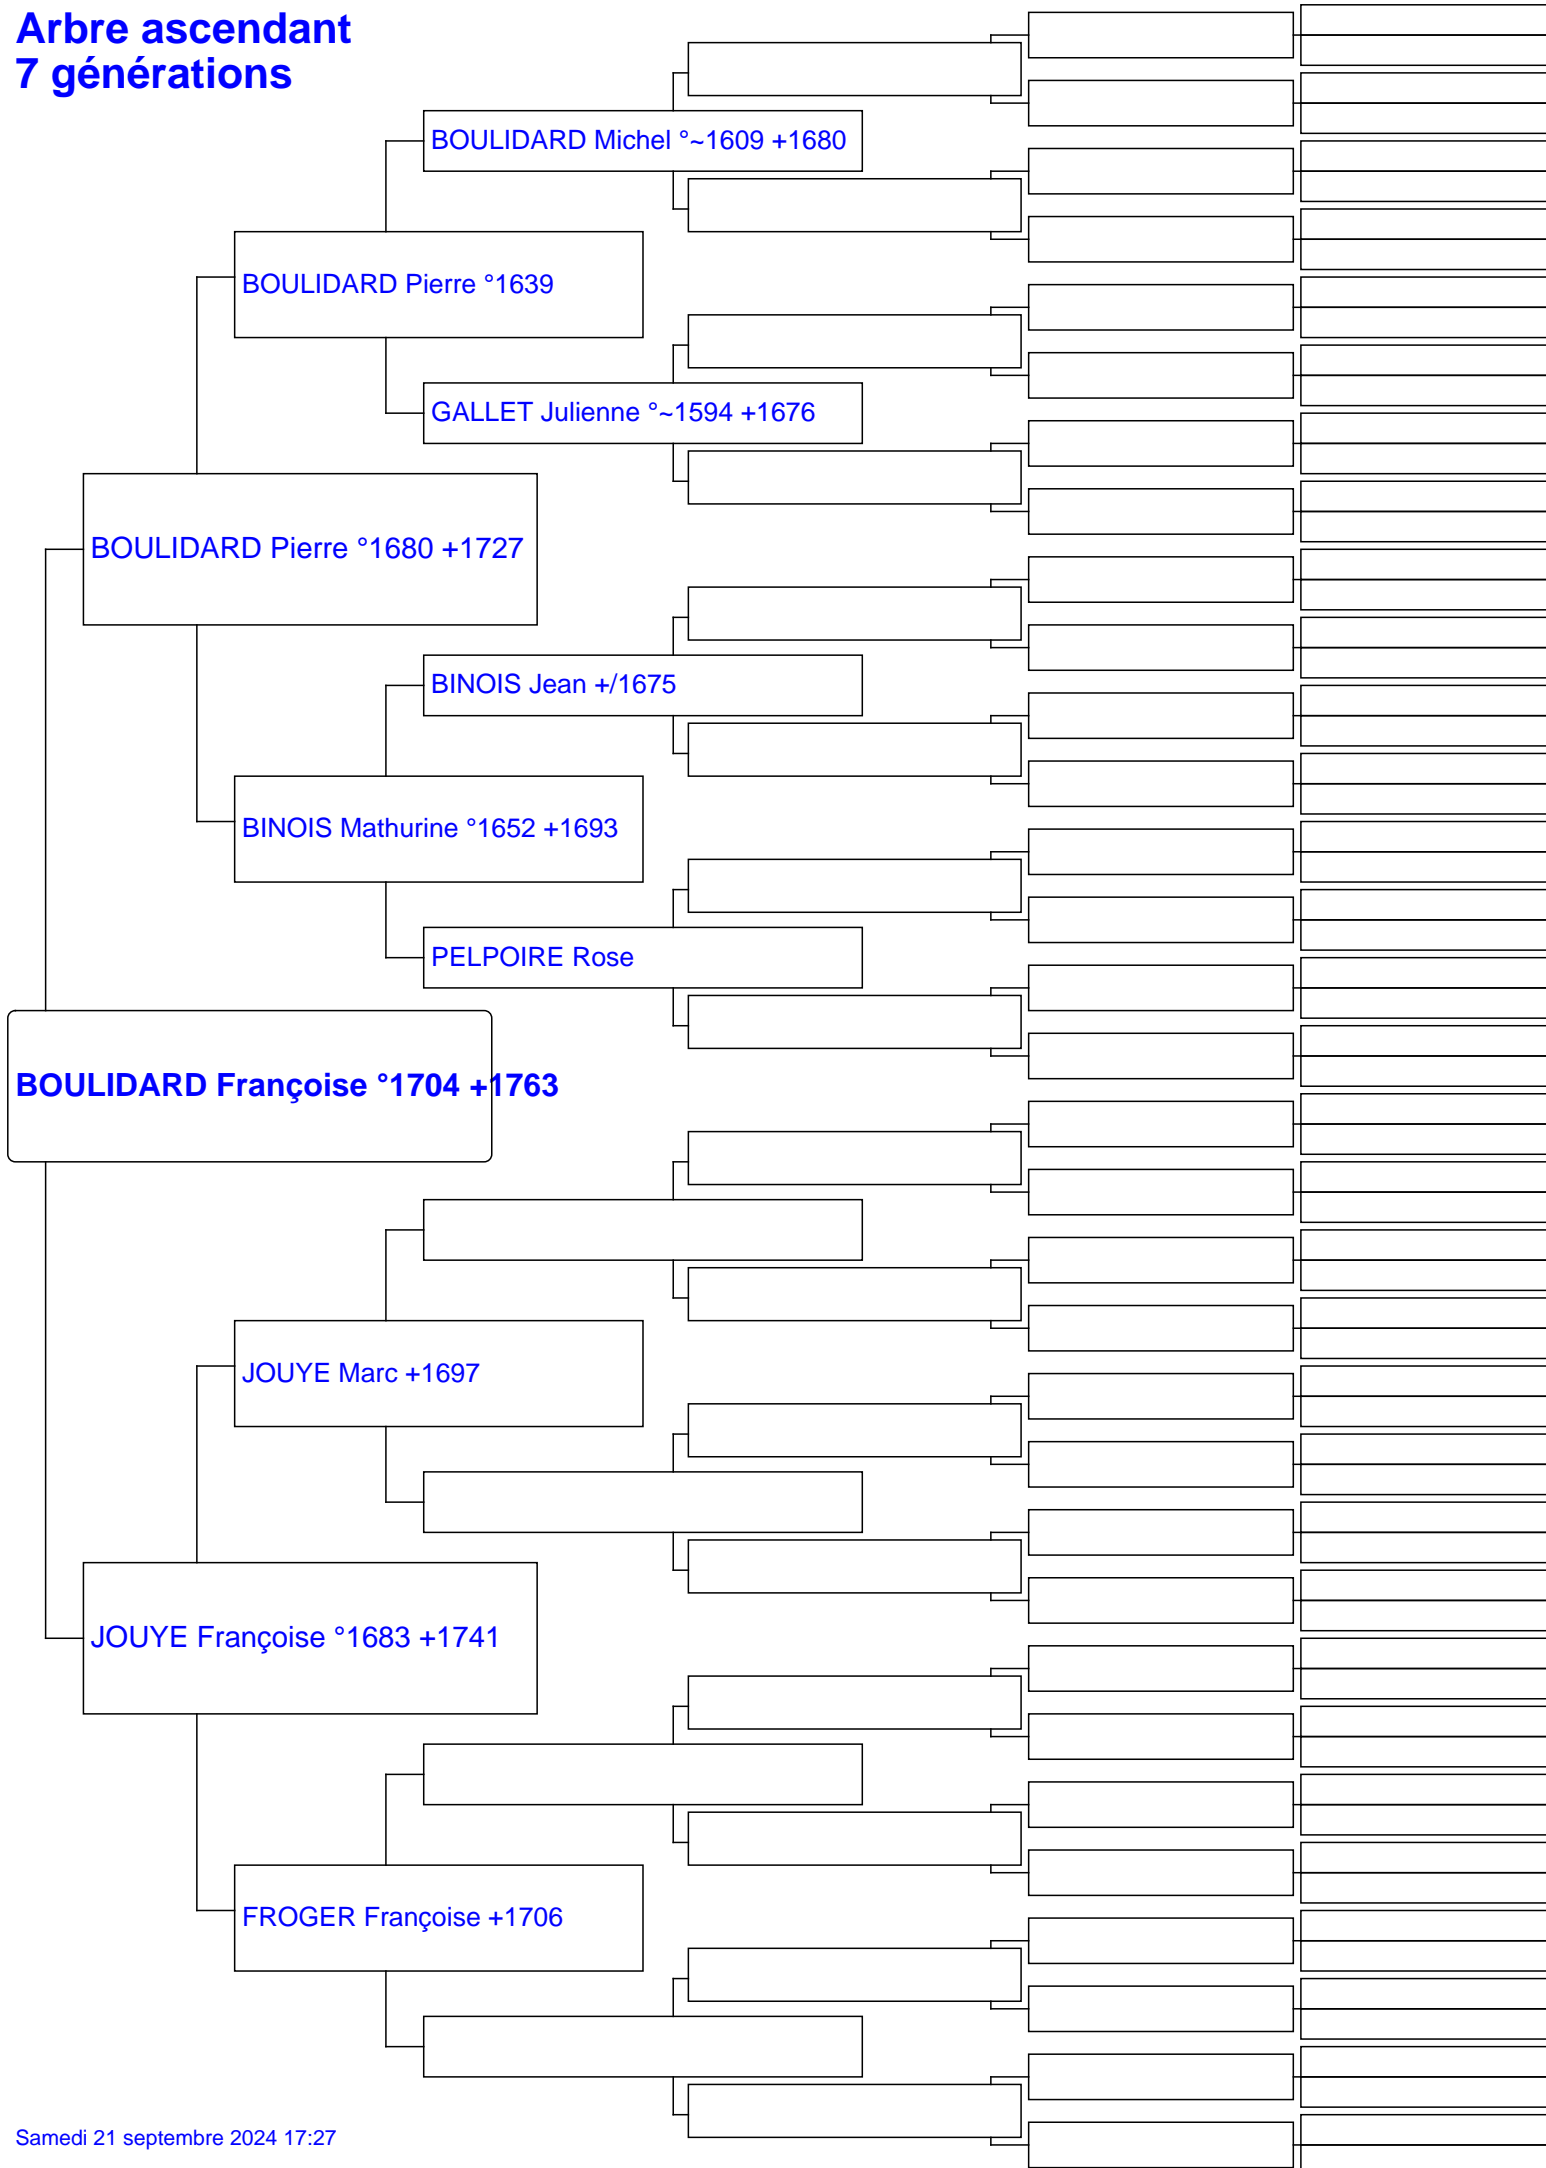 Arbre ascendant
7 générations
BOULIDARD Michel °~1609 +1680
BOULIDARD Pierre °1639
GALLET Julienne °~1594 +1676
BOULIDARD Pierre °1680 +1727
BINOIS Jean +/1675
BINOIS Mathurine °1652 +1693
PELPOIRE Rose
BOULIDARD Françoise °1704 +1763
JOUYE Marc +1697
JOUYE Françoise °1683 +1741
FROGER Françoise +1706
Samedi 21 septembre 2024 17:27